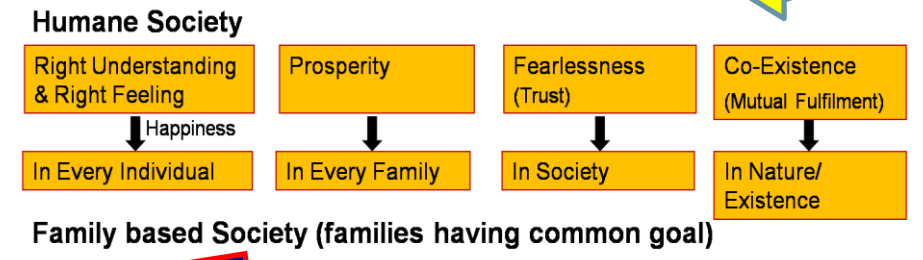 Humane Society
Right Understanding
& Right Feeling
Prosperity
Fearlessness
(Trust)
Co-Existence
(Mutual Fulfilment)
Happiness
In Every Individual
In Every Family
In Society
In Nature/
Existence
Family based Society (families having common goal)